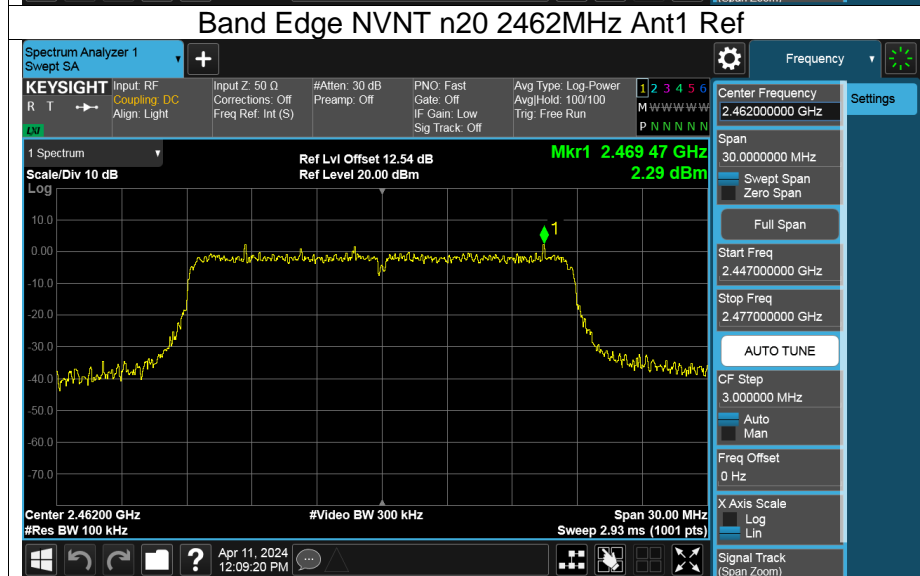 (Span Zoom)
Band Edge NVNT n20 2462MHz Ant1 Ref
Spectrum Analyzer 1
Swept SA
Frequency
KEYSIGHT
R T
LXI
Input: RF
Coupling: DC
Align: Light
Input Z: 50 Ω
Corrections: Off
Freq Ref: Int (S)
#Atten: 30 dB
Preamp: Off
PNO: Fast
Gate: Off
IF Gain: Low
Sig Track: Off
Avg Type: Log-Power
Avg|Hold: 100/100
Trig: Free Run
1 2 3 4 5 6
M W W W W W
P N N N N N
1 Spectrum
Scale/Div 10 dB
Log
Ref Lvl Offset 12.54 dB
Ref Level 20.00 dBm
Mkr1 2.469 47 GHz
2.29 dBm
10.0
0.00
-10.0
-20.0
-30.0
-40.0
-50.0
-60.0
-70.0
1
Center 2.46200 GHz
#Res BW 100 kHz
#Video BW 300 kHz
Span 30.00 MHz
Sweep 2.93 ms (1001 pts)
Center Frequency
2.462000000 GHz
Span
30.0000000 MHz
Swept Span
Zero Span
Full Span
Start Freq
2.447000000 GHz
Stop Freq
2.477000000 GHz
AUTO TUNE
CF Step
3.000000 MHz
Auto
Man
Freq Offset
0 Hz
X Axis Scale
Log
Lin
Signal Track
(Span Zoom)
Settings
?
Apr 11, 2024
12:09:20 PM